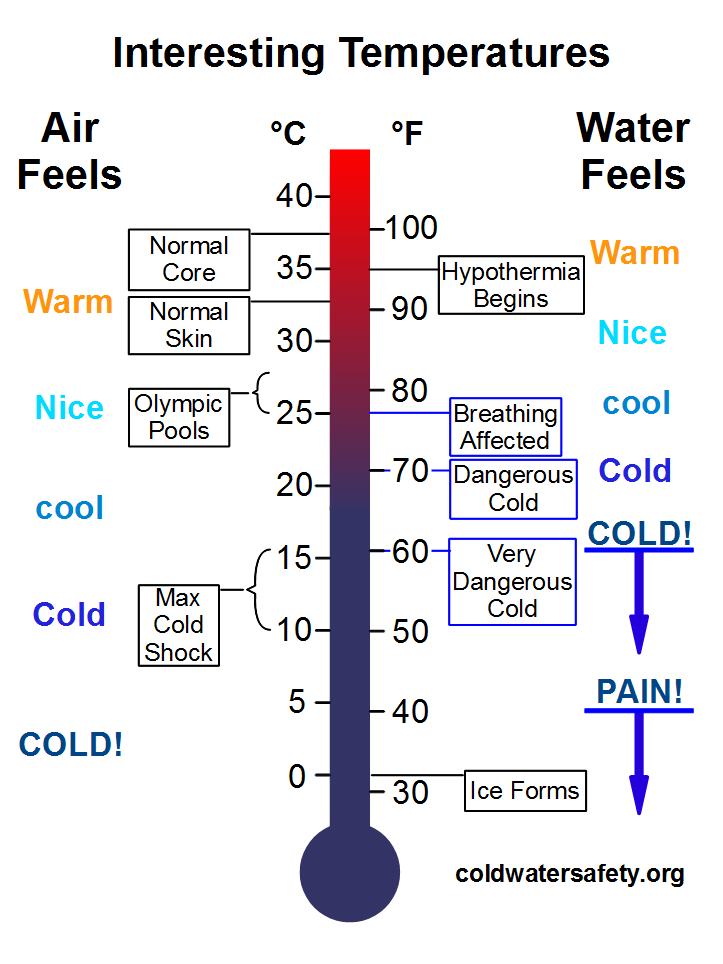 Interesting Temperatures
Air
Feels
°C
°F
Water
Feels
40
100
Normal
Core
Warm
35
Hypothermia
Begins
Warm
Normal
Skin
90
30
Nice
Nice
Olympic
Pools
25
80
cool
Breathing
Affected
cool
20
70
Dangerous
Cold
Cold
15
60
Very
Dangerous
Cold
COLD!
Cold
Max
Cold
Shock
10
50
5
40
PAIN!
COLD!
0
30
Ice Forms
coldwatersafety.org